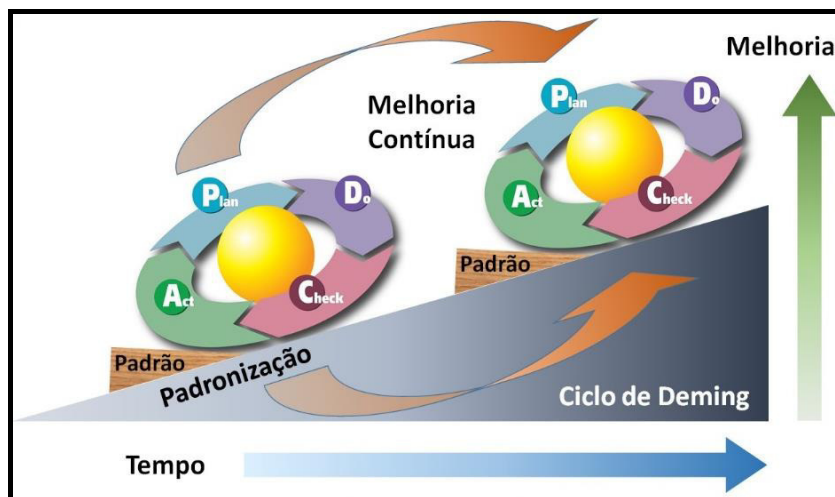 Melhoria
Melhoria
Contínua
Plan
Do
Act
Check
Plan
Do
Act
Check
Padrão
Padrão
Padronização
Ciclo de Deming
Tempo